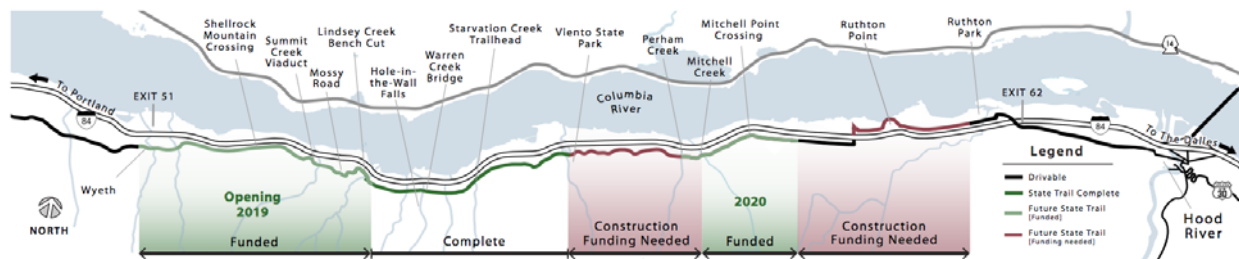 Shellrock
Mountain
Crossing
Summit
Creek
Viaduct
Lindsey Creek
Bench Cut
Mossy
Road
Hole-in-
the-Wall
Falls
Warren
Creek
Bridge
Starvation Creek
Trailhead
Viento State
Park
Perham
Creek
Mitchell Point
Crossing
Mitchell
Creek
Ruthton
Point
Ruthton
Park
14
To Portland
84
EXIT 51
Columbia
River
EXIT 62
84
To The Dalles
Wyeth
NORTH
Opening
2019
Funded
Complete
Construction
Funding Needed
2020
Funded
Construction
Funding Needed
Legend
Drivable
State Trail Complete
Future State Trail
[Funded]
Future State Trail
[Funding needed]
30
Hood
River